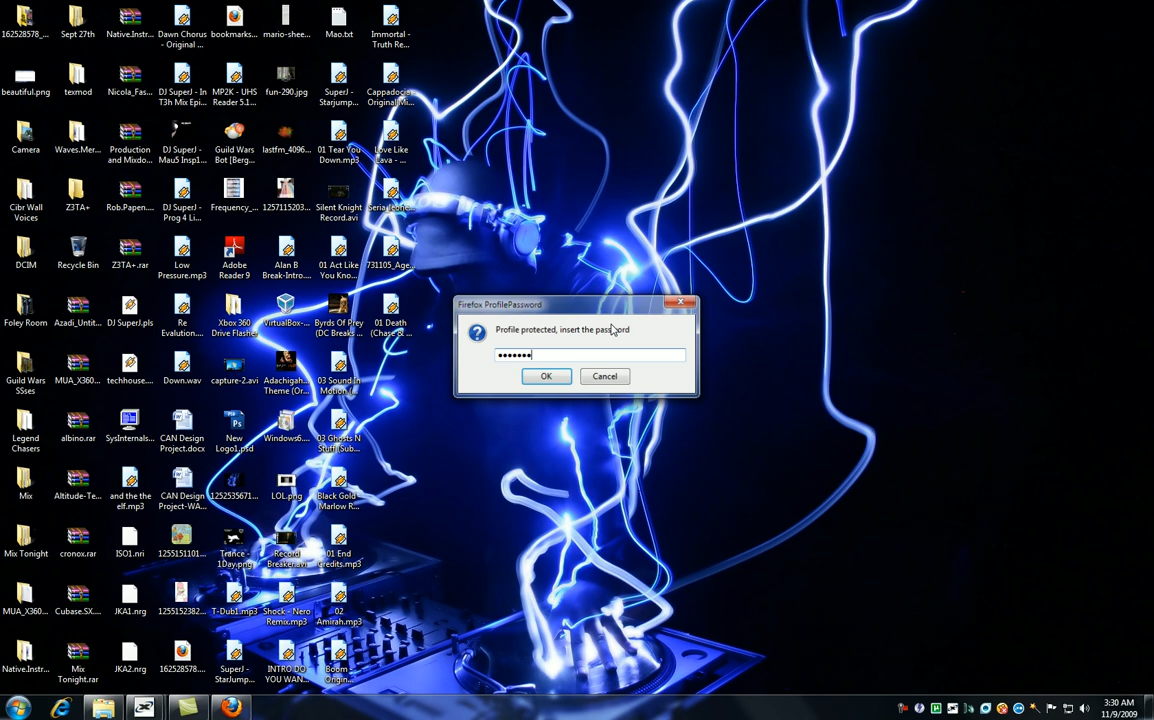 162528578_...
Sept 27th
Native.Instr...
Dawn Chorus
- Original ...
bookmarks...
mario-shee...
Mao.txt
Immortal -
Truth Re...
beautiful.png
texmod
Nicola_Fas...
DJ SuperJ - In
T3h Mix Epi...
MP2K - UHS
Reader 5.1...
fun-290.jpg
SuperJ -
Starjump...
Cappadocia
- Original Mi...
Camera
Waves.Mer...
Production
and Mixdo...
DJ SuperJ -
Mau5 Insp1...
Guild Wars
Bot [Berg...
lastfm_4096...
01 Tear You
Down.mp3
Love Like
Lava - ...
Cibr Wall
Voices
Z3TA+
Rob.Papen....
DJ SuperJ -
Prog 4 Li...
Frequency_...
1257115203...
Silent Knight
Record.avi
DCIM
Recycle Bin
Z3TA+.rar
Low
Pressure.mp3
Adobe
Reader 9
Alan B
Break-Intro...
01 Act Like
You Kno...
731105_Age...
Foley Room
Azadi_Untit...
DJ SuperJ.pls
Re
Evalution....
Xbox 360
Drive Flasher
VirtualBox-...
Byrds Of Prey
(DC Breaks ...
01 Death
(Chase & ...
Guild Wars
SSses
MUA_X360...
techhouse....
Down.wav
capture-2.avi
Adachigah...
Theme (Or...
03 Sound In
Motion (...
Legend
Chasers
albino.rar
SysInternals...
CAN Design
Project.docx
New
Logo1.psd
Windows6....
03 Ghosts N
Stuff (Sub...
Mix
Altitude-Te...
and the the
elf.mp3
CAN Design
Project-WA...
1252535671...
LOL.png
Black Gold -
Marlow R...
Mix Tonight
cronox.rar
ISO1.nri
1255151101...
Trance -
1Day.png
Record
Breaker.avi
01 End
Credits.mp3
MUA_X360...
Cubase.SX....
JKA1.nrg
1255152382...
T-Dub1.mp3
Shock - Nero
Remix.mp3
02
Amirah.mp3
Native.Instr...
Mix
Tonight.rar
JKA2.nrg
162528578....
SuperJ -
StarJump...
INTRO DO
YOU WAN...
Boom -
Origin...
Firefox ProfilePassword
Profile protected, insert the password
OK
Cancel
3:30 AM
11/9/2009